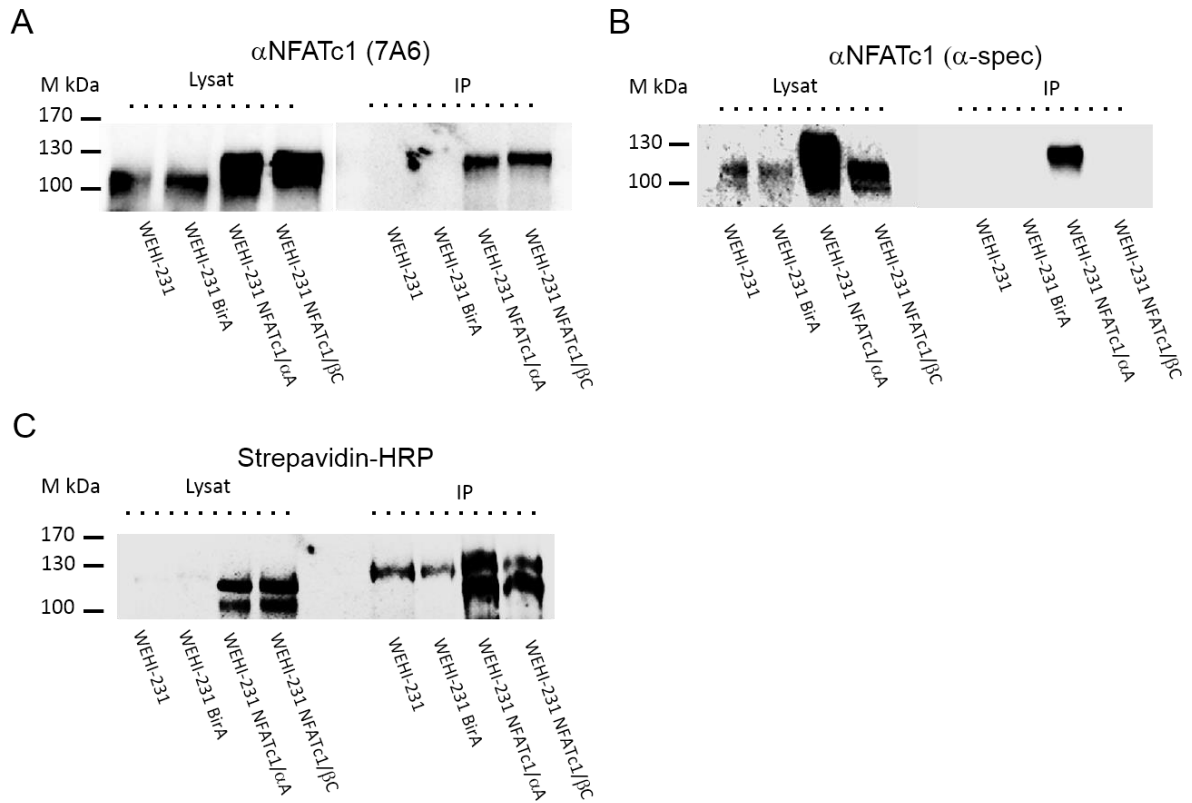 A
αNFATc1 (7A6)
M kDa
Lysat
IP
170
130
100
WEHI-231
WEHI-231 BirA
WEHI-231 NFATc1/αA
WEHI-231 NFATc1/βC
WEHI-231
WEHI-231 BirA
WEHI-231 NFATc1/αA
WEHI-231 NFATc1/βC
B
αNFATc1 (α-spec)
M kDa
Lysat
IP
130
100
WEHI-231
WEHI-231 BirA
WEHI-231 NFATc1/αA
WEHI-231 NFATc1/βC
WEHI-231
WEHI-231 BirA
WEHI-231 NFATc1/αA
WEHI-231 NFATc1/βC
C
Strepavidin-HRP
M kDa
Lysat
IP
170
130
100
WEHI-231
WEHI-231 BirA
WEHI-231 NFATc1/αA
WEHI-231 NFATc1/βC
WEHI-231
WEHI-231 BirA
WEHI-231 NFATc1/αA
WEHI-231 NFATc1/βC